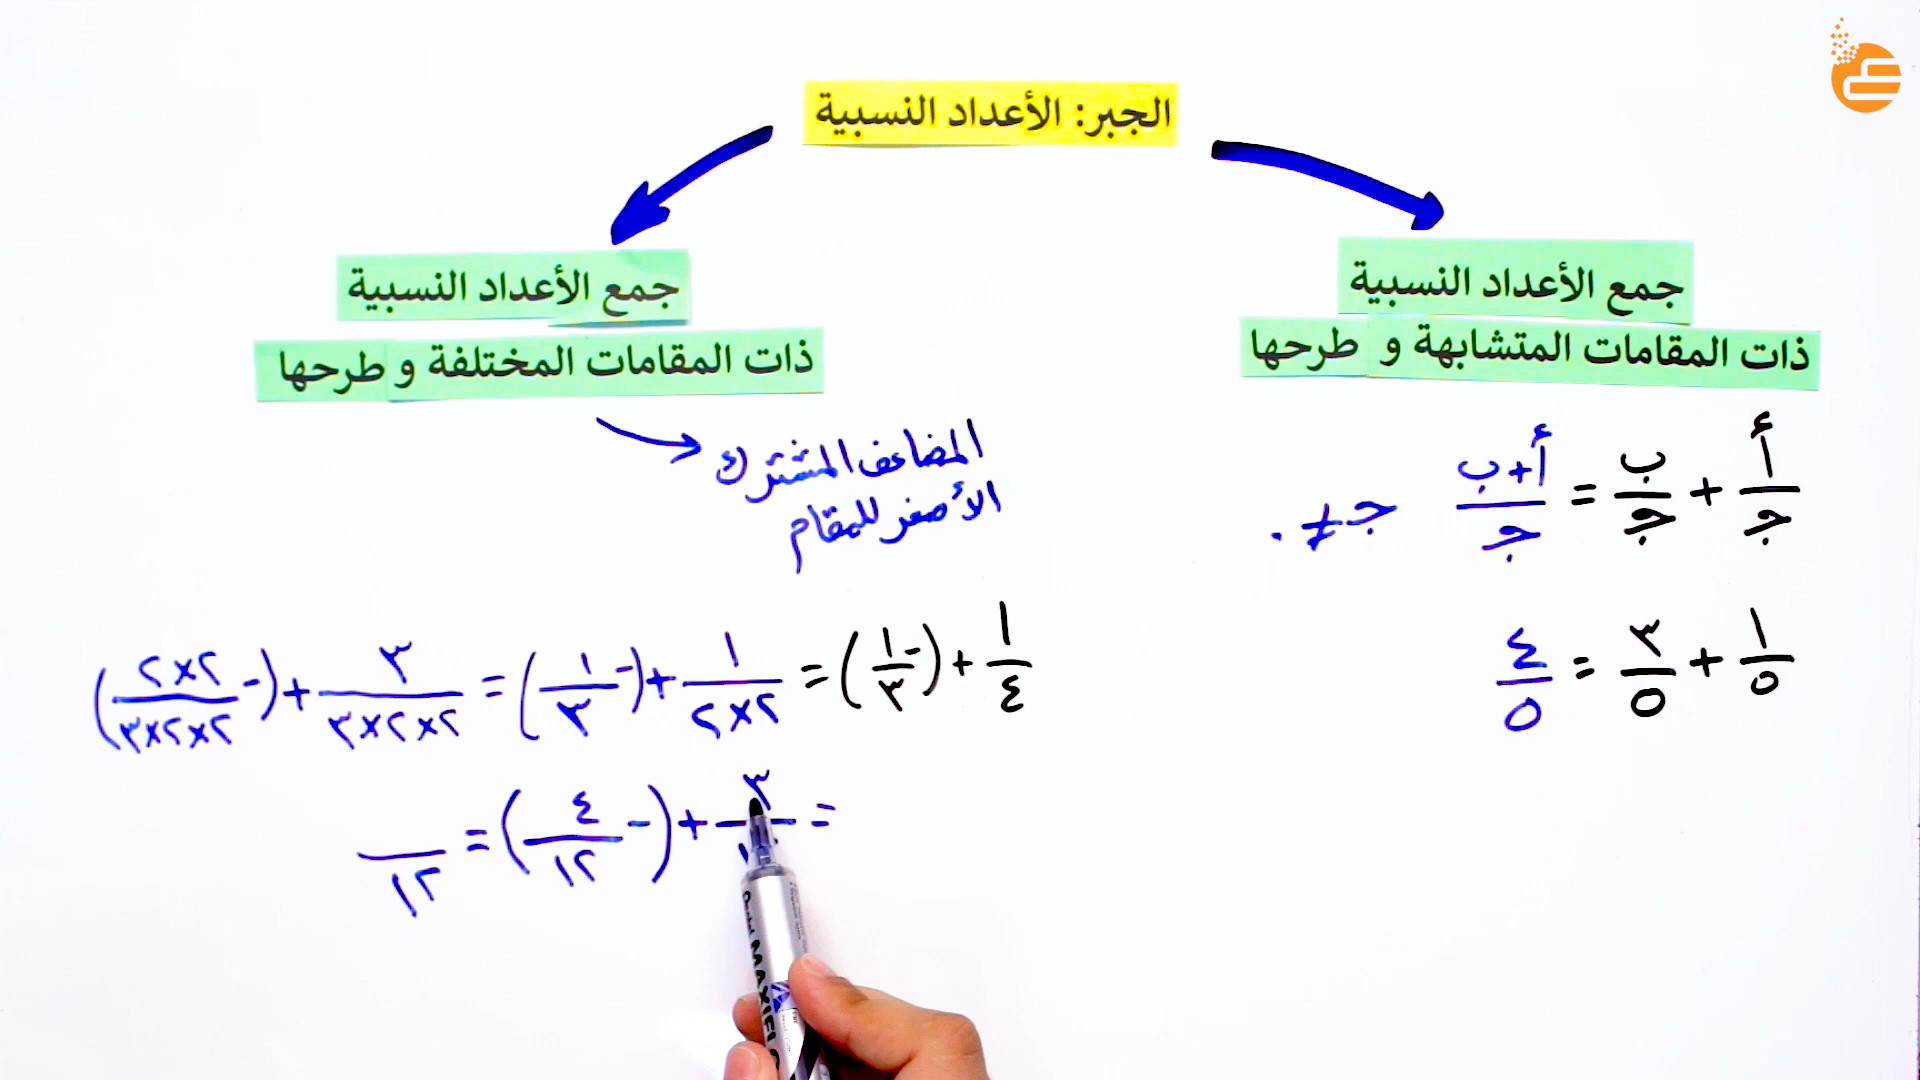 الجبر: الأعداد النسبية
جمع الأعداد النسبية
ذات المقامات المتشابهة و طرحها
أ/جـ + ب/جـ = أ+ب/جـ جـ ≠ ٠
١/٥ + ٣/٥ = ٤/٥
جمع الأعداد النسبية
ذات المقامات المختلفة و طرحها
المضاعف المشترك
الأصغر للمقام
١/٤ + (-١/٣) = ١/٢×٢ + (-١/٣) = ٣/٢×٢×٣ + (-٢×٢/٢×٢×٣)
= ٣/ + (-٤/١٢) = /١٢
MAXIFLO